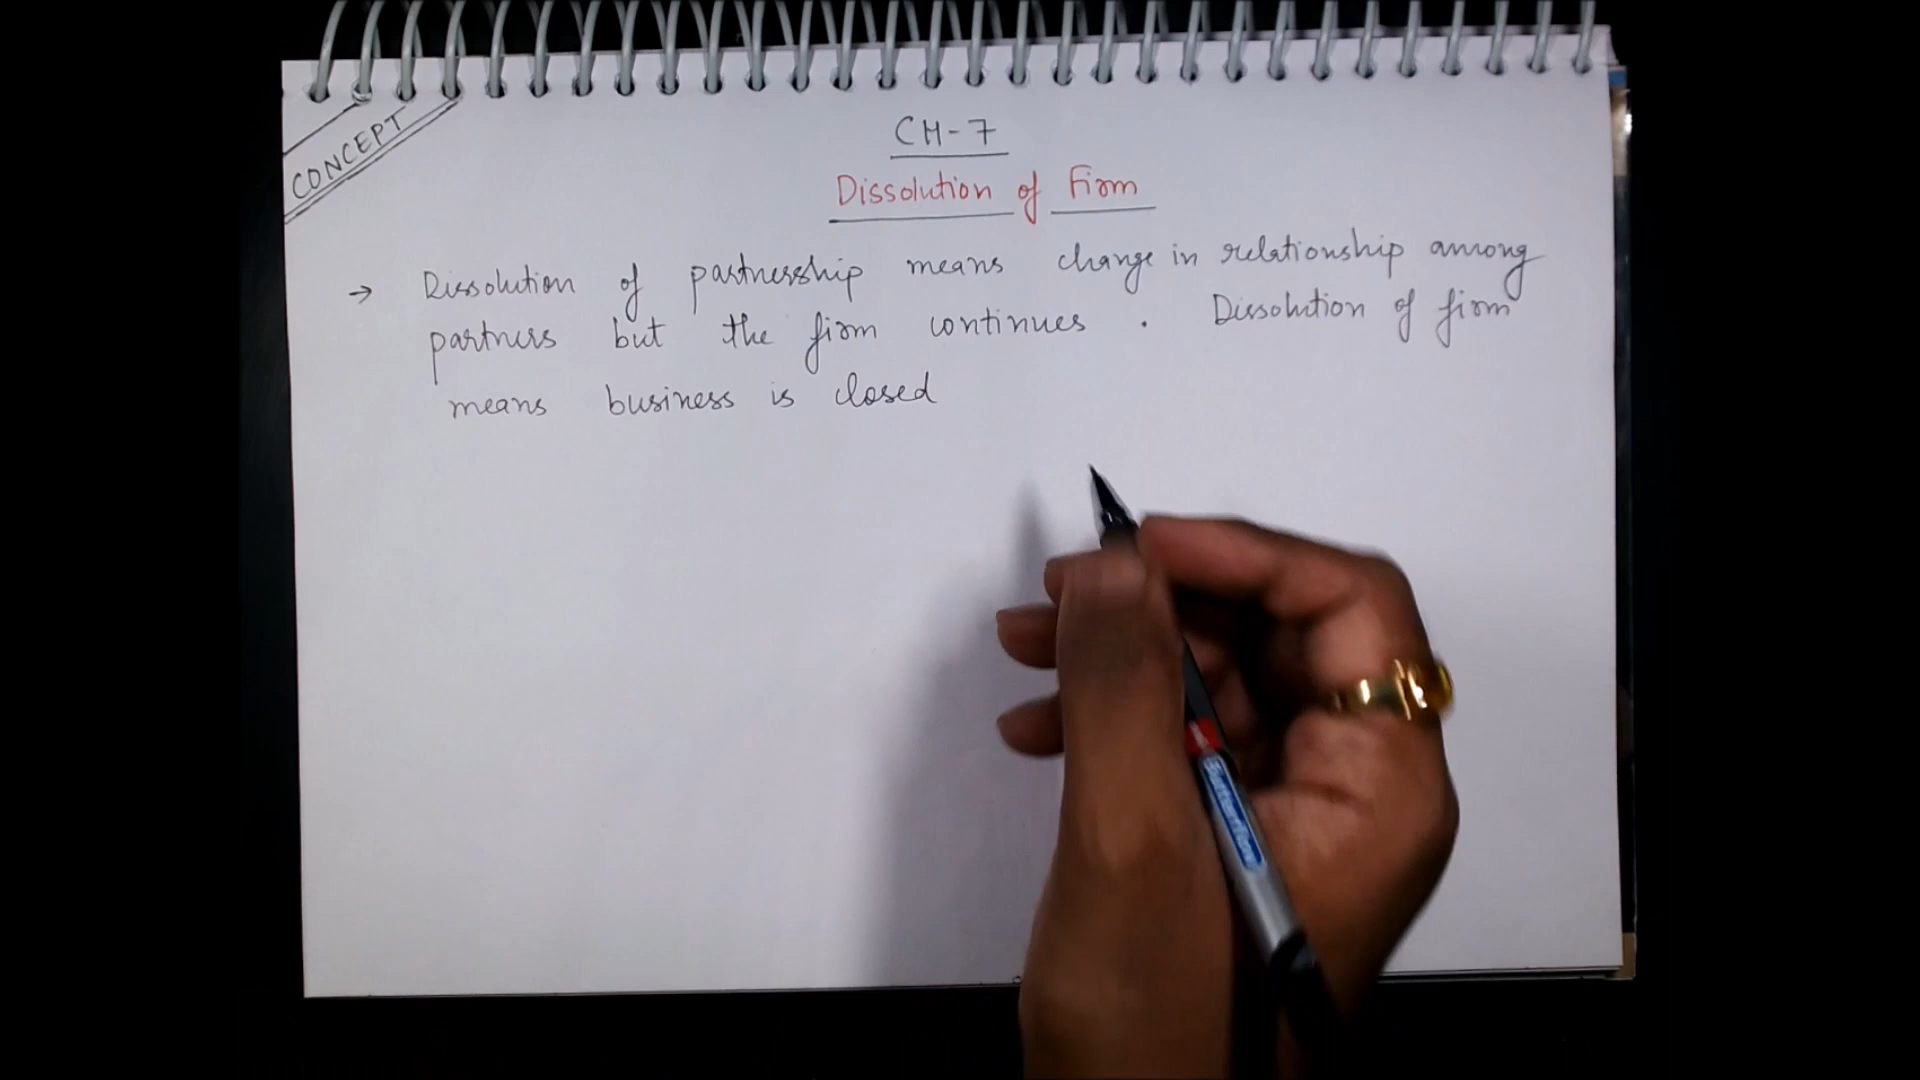 CONCEPT
CH-7
Dissolution of Firm
→ Dissolution of partnership means change in relationship among
partners but the firm continues. Dissolution of firm
means business is closed